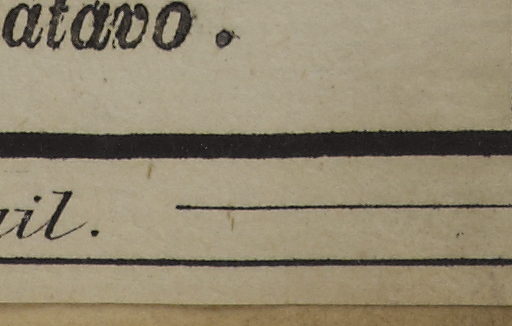 atavo.
il.